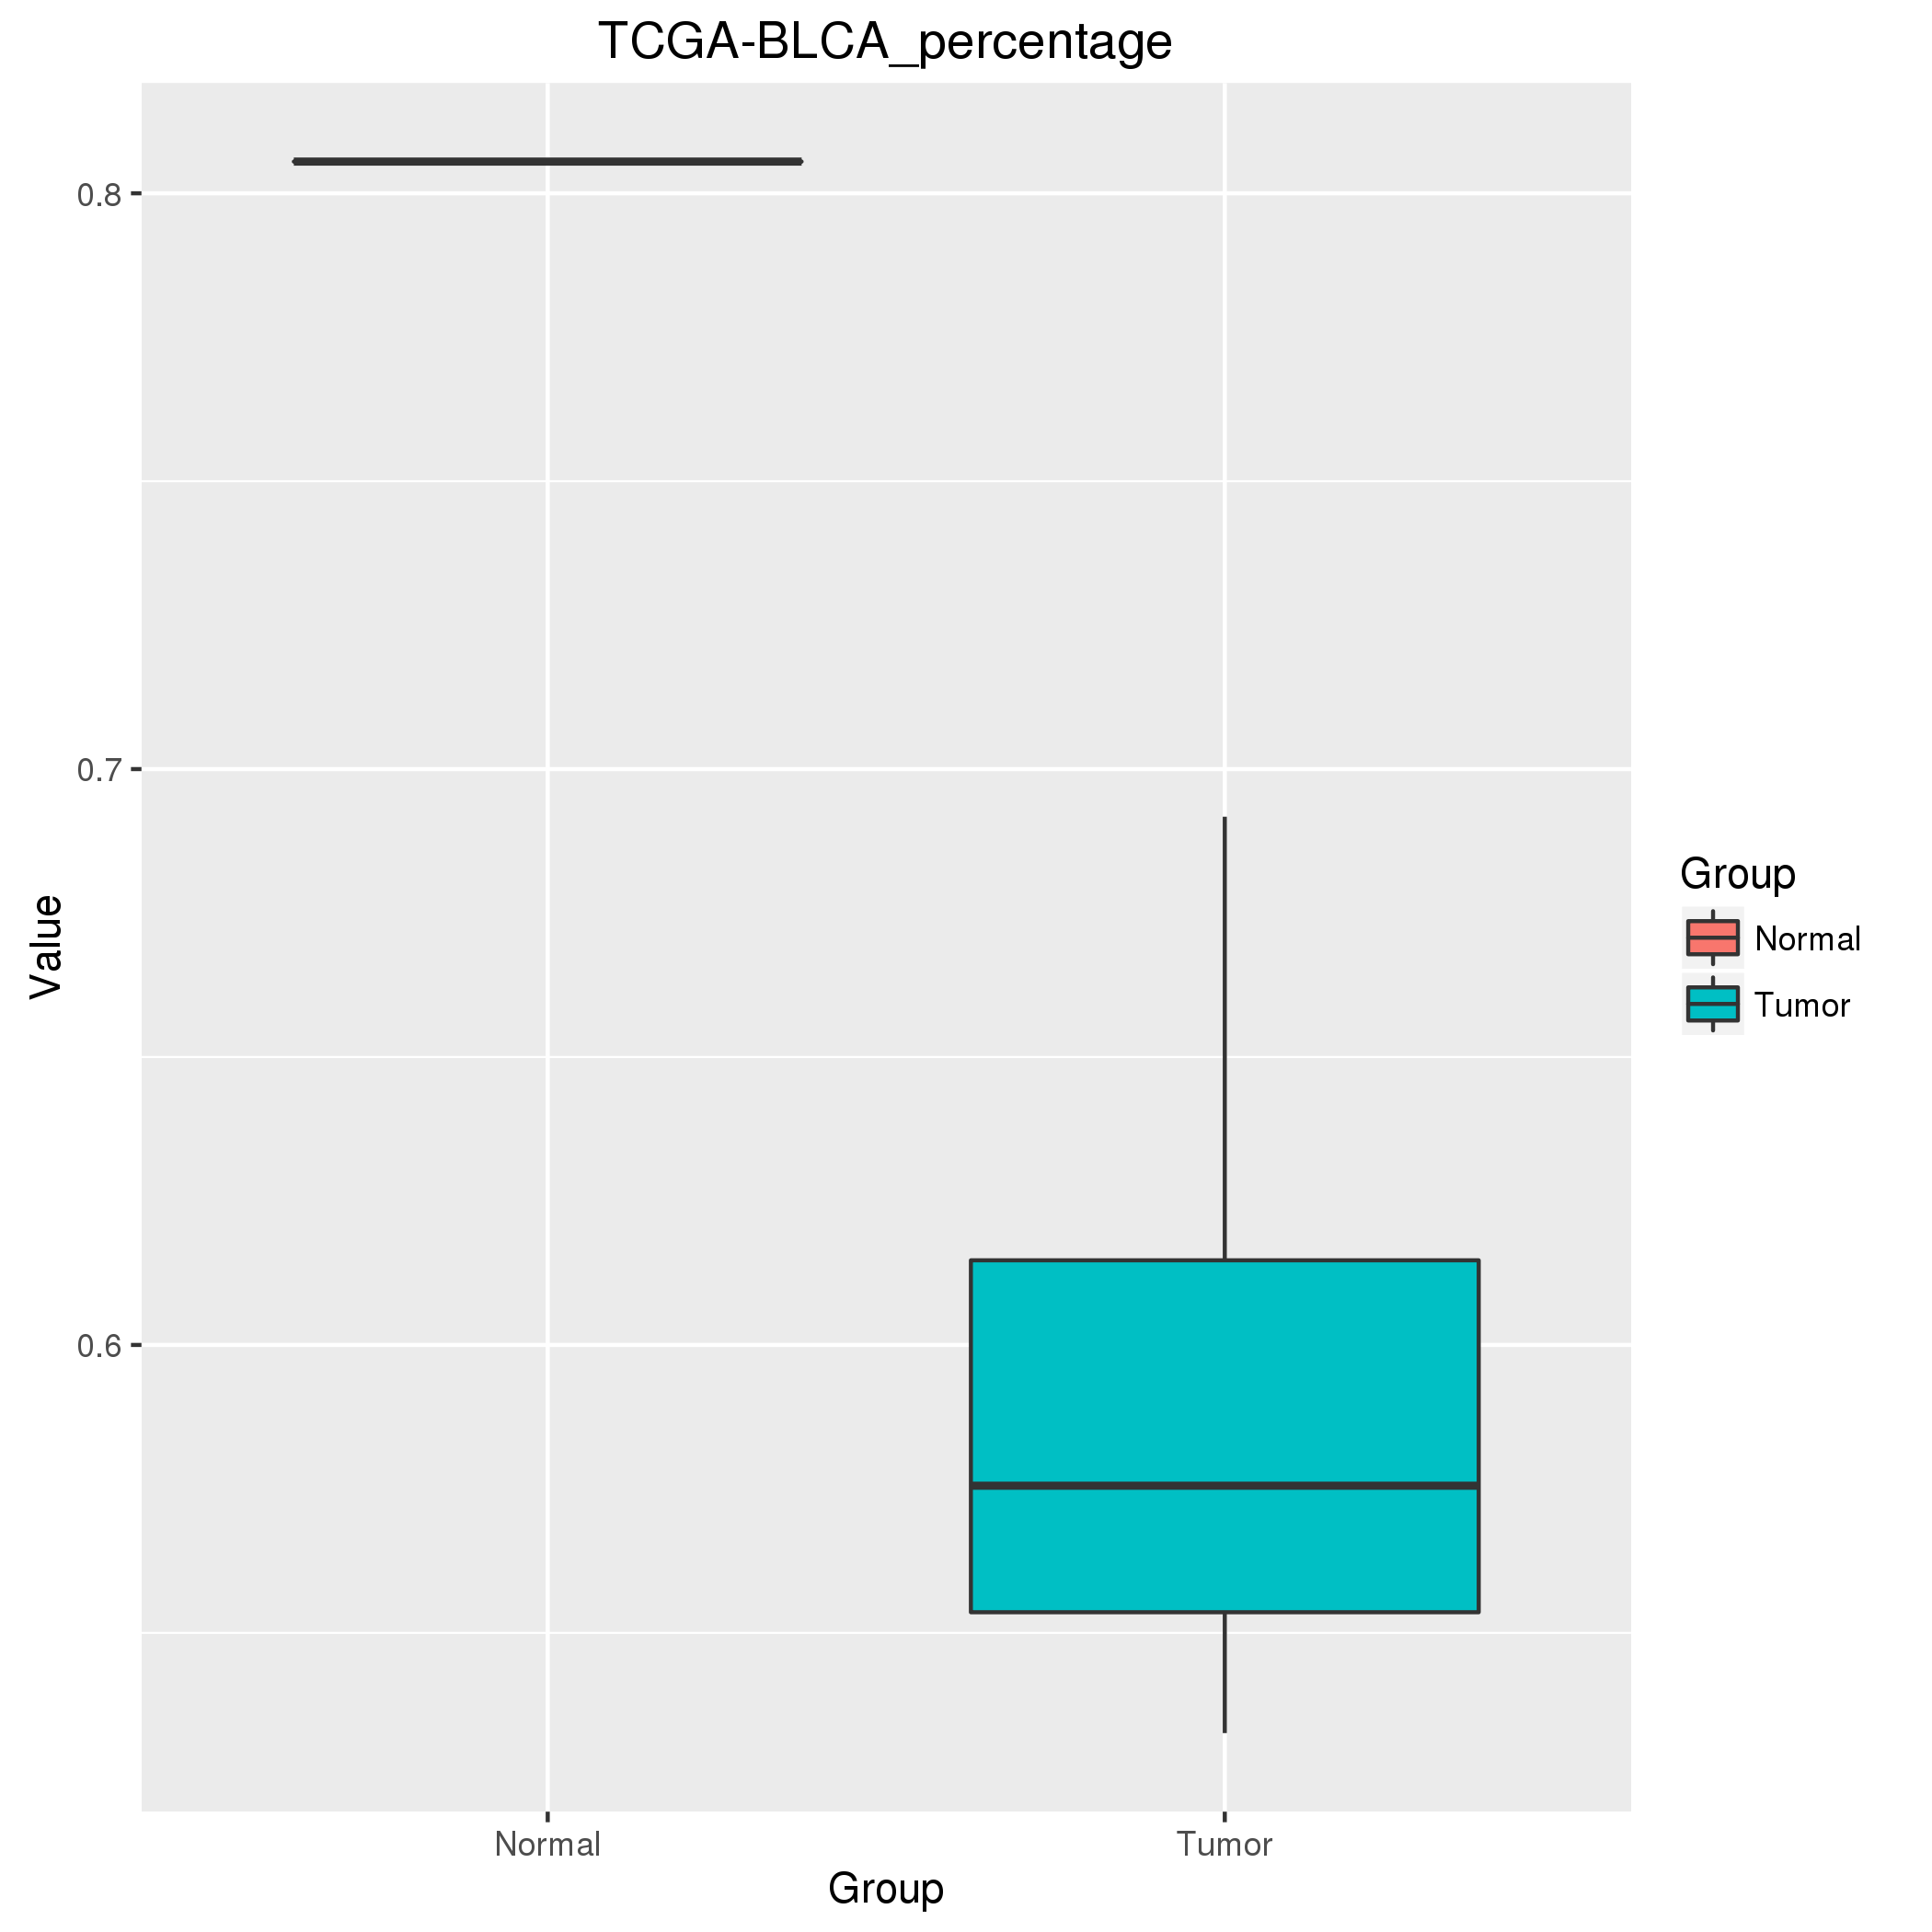 TCGA-BLCA_percentage
0.8
0.7
0.6
Value
Normal
Tumor
Group
Group
Normal
Tumor